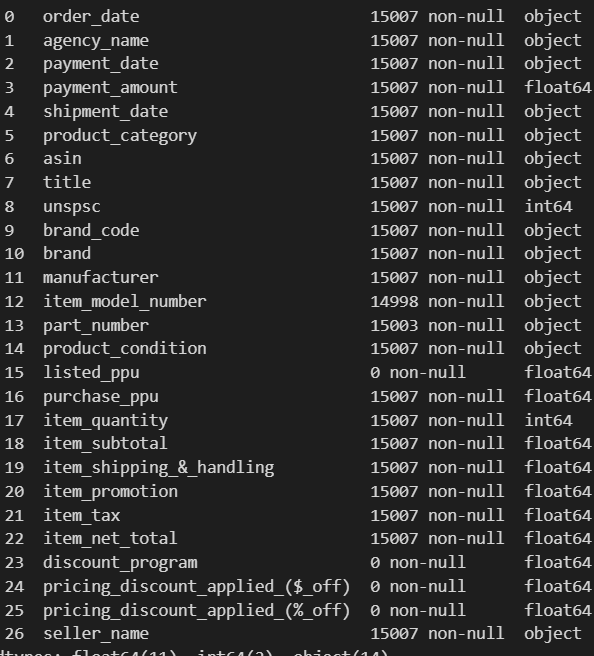 0 order_date 15007 non-null object
1 agency_name 15007 non-null object
2 payment_date 15007 non-null object
3 payment_amount 15007 non-null float64
4 shipment_date 15007 non-null object
5 product_category 15007 non-null object
6 asin 15007 non-null object
7 title 15007 non-null object
8 unspsc 15007 non-null int64
9 brand_code 15007 non-null object
10 brand 15007 non-null object
11 manufacturer 15007 non-null object
12 item_model_number 14998 non-null object
13 part_number 15003 non-null object
14 product_condition 15007 non-null object
15 listed_ppu 0 non-null float64
16 purchase_ppu 15007 non-null float64
17 item_quantity 15007 non-null int64
18 item_subtotal 15007 non-null float64
19 item_shipping_&_handling 15007 non-null float64
20 item_promotion 15007 non-null float64
21 item_tax 15007 non-null float64
22 item_net_total 15007 non-null float64
23 discount_program 0 non-null float64
24 pricing_discount_applied_($_off) 0 non-null float64
25 pricing_discount_applied_(%_off) 0 non-null float64
26 seller_name 15007 non-null object
dtypes: float64(11), int64(2), object(14)